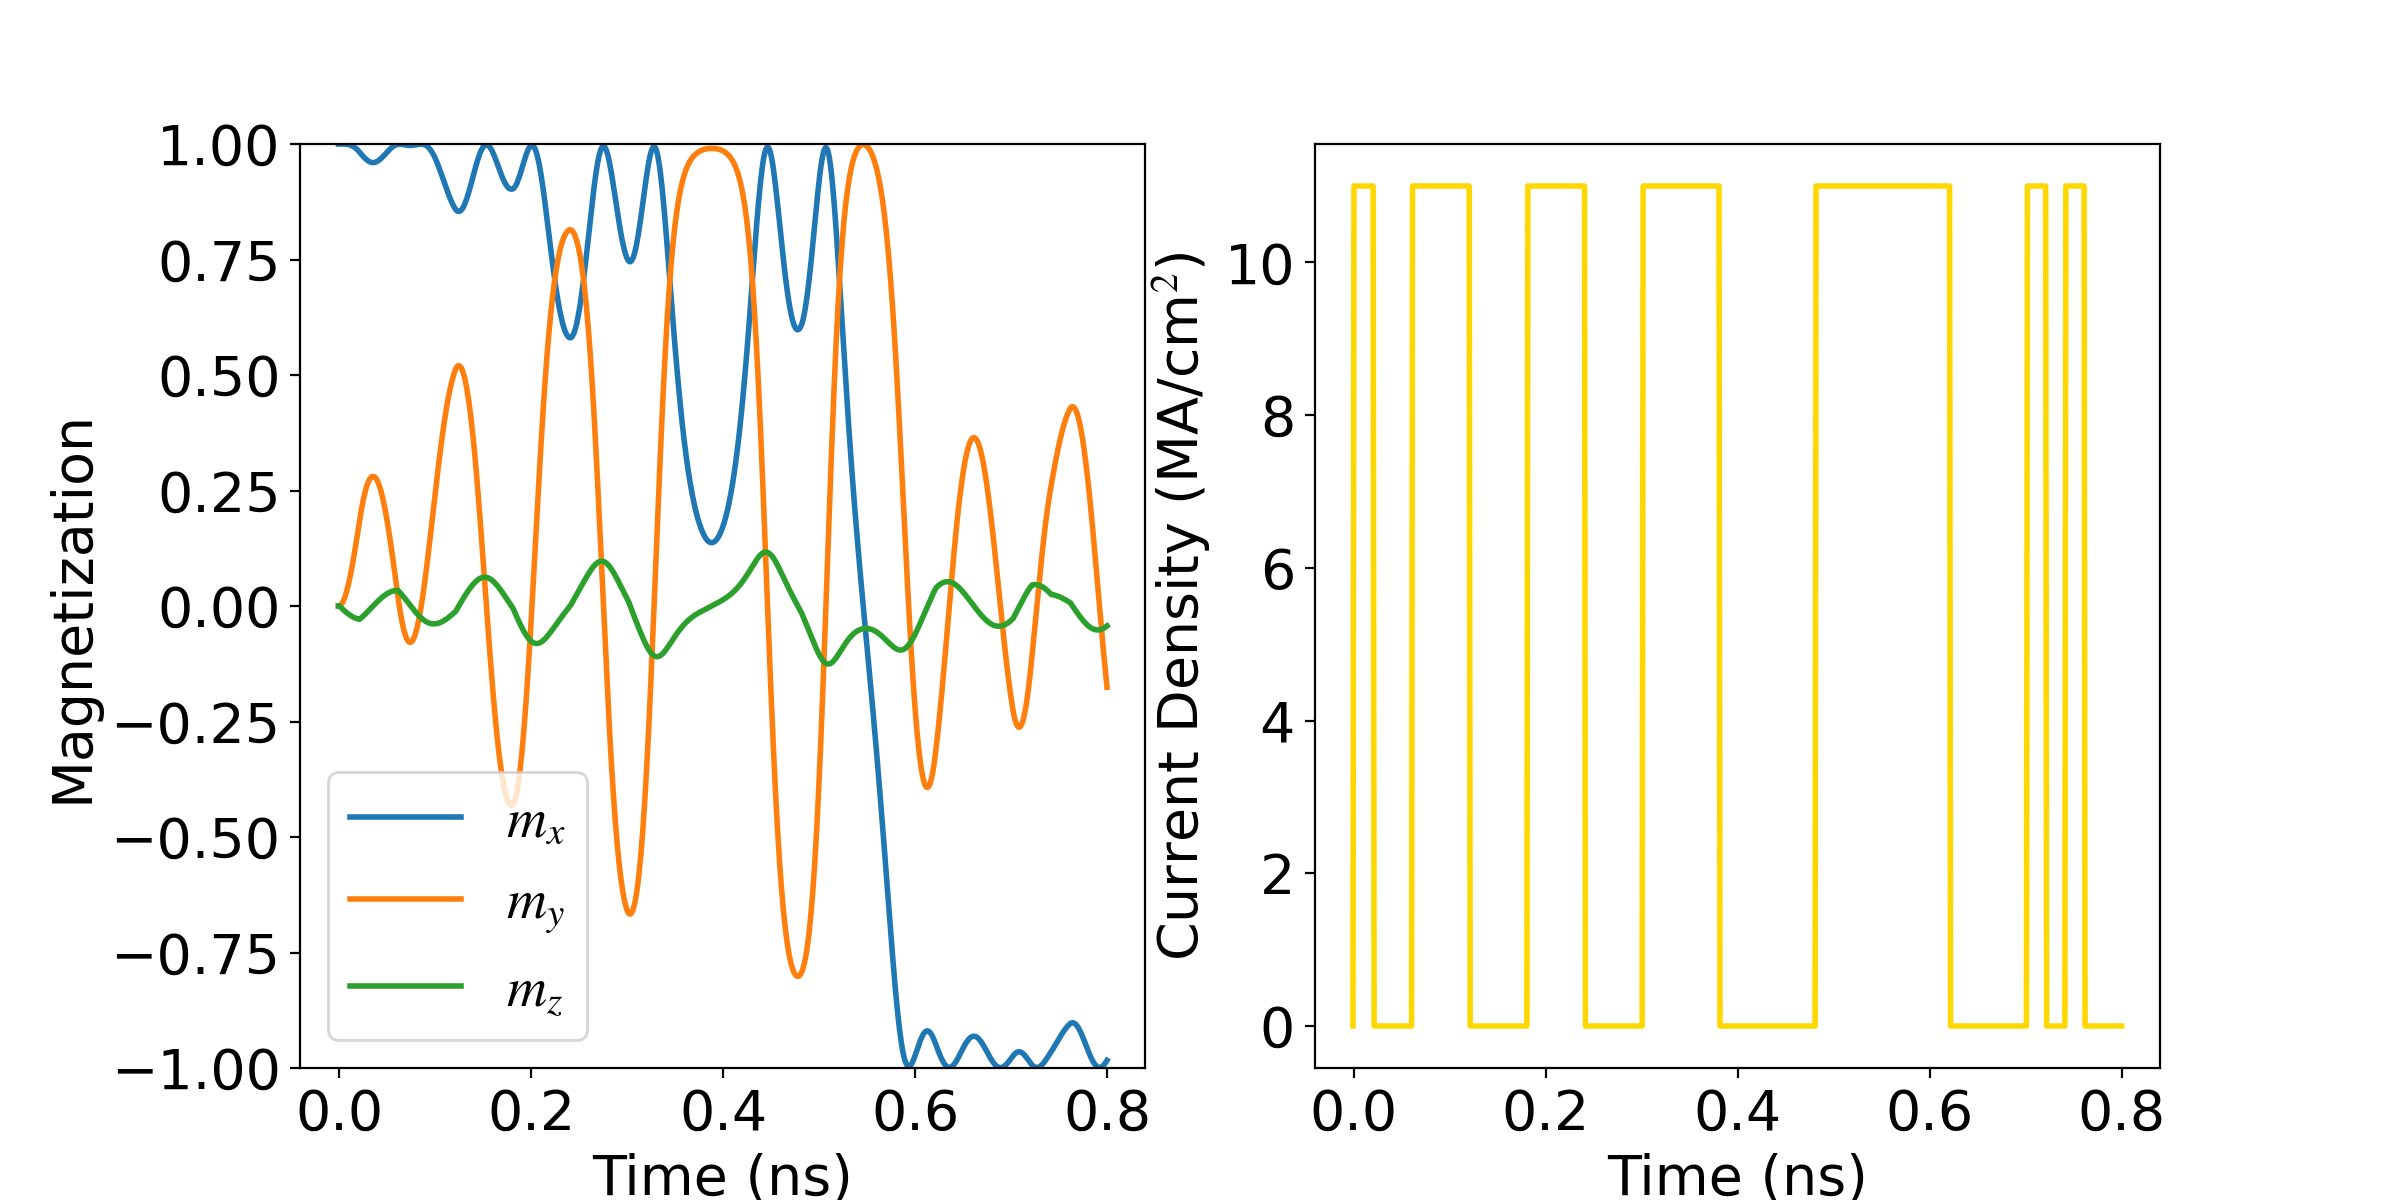 Magnetization
1.00
0.75
0.50
0.25
0.00
−0.25
−0.50
−0.75
−1.00
m_x
m_y
m_z
0.0 0.2 0.4 0.6 0.8
Time (ns)
Current Density (MA/cm²)
10
8
6
4
2
0
0.0 0.2 0.4 0.6 0.8
Time (ns)